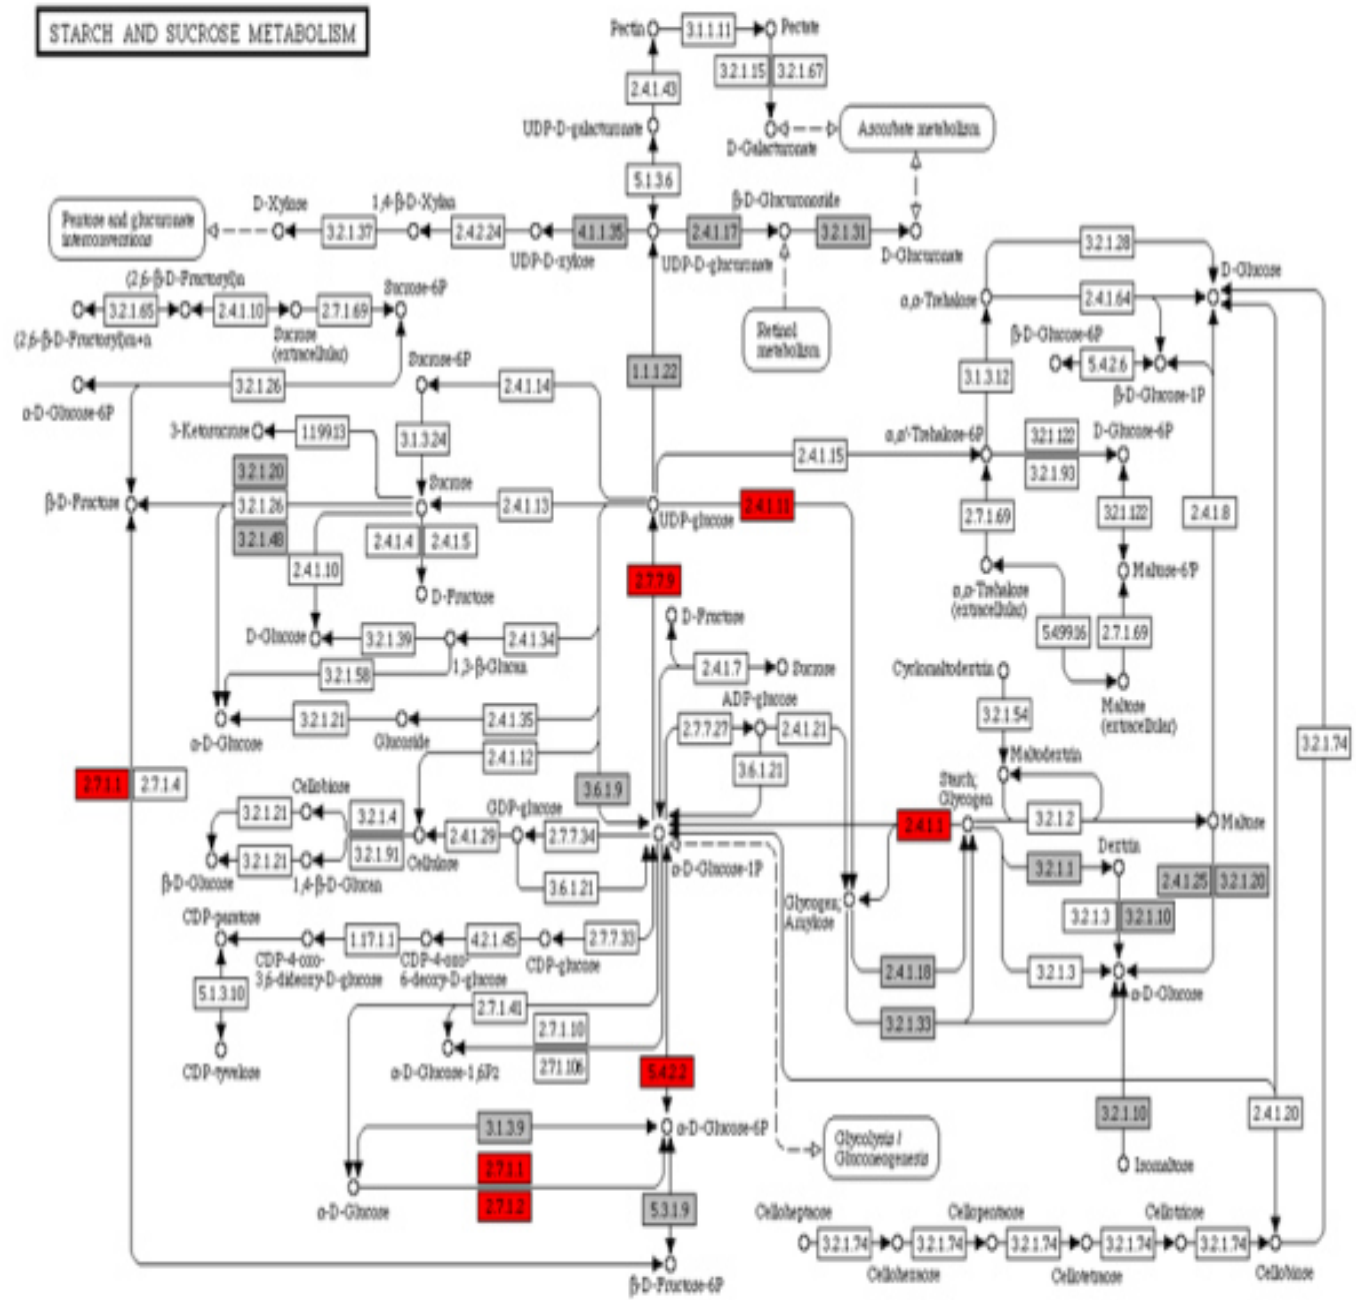 STARCH AND SUCROSE METABOLISM
Pectin
3.1.1.11
Pectate
3.2.1.15
3.2.1.67
2.4.1.43
UDP-D-galacturonate
D-Galacturonate
Ascorbate metabolism
5.1.3.6
Pentose and glucuronate
interconversions
D-Xylose
3.2.1.37
1,4-β-D-Xylan
2.4.2.24
UDP-D-xylose
4.1.1.35
2.4.1.17
UDP-D-glucuronate
β-D-Glucuronoside
3.2.1.31
D-Glucuronate
Retinol
metabolism
3.2.1.28
D-Glucose
α,α-Trehalose
2.4.1.64
β-D-Glucose-6P
5.4.2.6
β-D-Glucose-1P
3.1.3.12
(2,6-β-D-Fructosyl)n
3.2.1.65
2.4.1.10
2.7.1.69
Sucrose-6P
(2,6-β-D-Fructosyl)m+n
Sucrose
(extracellular)
1.1.1.22
3.2.1.26
α-D-Glucose-6P
Sucrose-6P
2.4.1.14
3-Ketosucrose
1.1.99.13
3.1.3.24
2.4.1.15
α,α'-Trehalose-6P
3.2.1.122
3.2.1.93
D-Glucose-6P
3.2.1.20
β-D-Fructose
3.2.1.26
3.2.1.48
Sucrose
2.4.1.13
UDP-glucose
2.4.1.11
2.7.1.69
3.2.1.122
2.4.1.8
2.4.1.4
2.4.1.5
2.4.1.10
D-Fructose
2.7.7.9
α,α-Trehalose
(extracellular)
Maltose-6'P
D-Glucose
3.2.1.39
2.4.1.34
1,3-β-Glucan
3.2.1.58
D-Fructose
2.4.1.7
Sucrose
5.4.99.16
2.7.1.69
Maltose
(extracellular)
Cyclomaltodextrin
3.2.1.54
Maltodextrin
α-D-Glucose
3.2.1.21
Glucoside
2.4.1.35
2.4.1.12
ADP-glucose
2.7.7.27
2.4.1.21
3.6.1.21
3.2.1.74
2.7.1.1
2.7.1.4
3.6.1.9
Cellobiose
3.2.1.21
3.2.1.4
3.2.1.21
3.2.1.91
β-D-Glucose
1,4-β-D-Glucan
Cellulose
2.4.1.29
GDP-glucose
2.7.7.34
3.6.1.21
α-D-Glucose-1P
Starch,
Glycogen
2.4.1.1
3.2.1.2
Maltose
3.2.1.1
Dextrin
2.4.1.25
3.2.1.20
3.2.1.3
3.2.1.10
Glycogen,
Amylose
CDP-paratose
1.17.1.1
4.2.1.45
2.7.7.33
CDP-4-oxo-
3,6-dideoxy-D-glucose
CDP-4-oxo-
6-deoxy-D-glucose
CDP-glucose
5.1.3.10
CDP-tyvelose
2.4.1.18
3.2.1.3
α-D-Glucose
3.2.1.33
2.7.1.41
2.7.1.10
2.7.1.106
α-D-Glucose-1,6P2
5.4.2.2
3.2.1.10
2.4.1.20
3.1.3.9
α-D-Glucose-6P
2.7.1.1
2.7.1.2
α-D-Glucose
5.3.1.9
Glycolysis /
Gluconeogenesis
Isomaltose
β-D-Fructose-6P
Celloheptaose
3.2.1.74
Cellohexaose
3.2.1.74
Cellopentaose
3.2.1.74
Cellotetraose
3.2.1.74
Cellotriose
3.2.1.74
Cellobiose